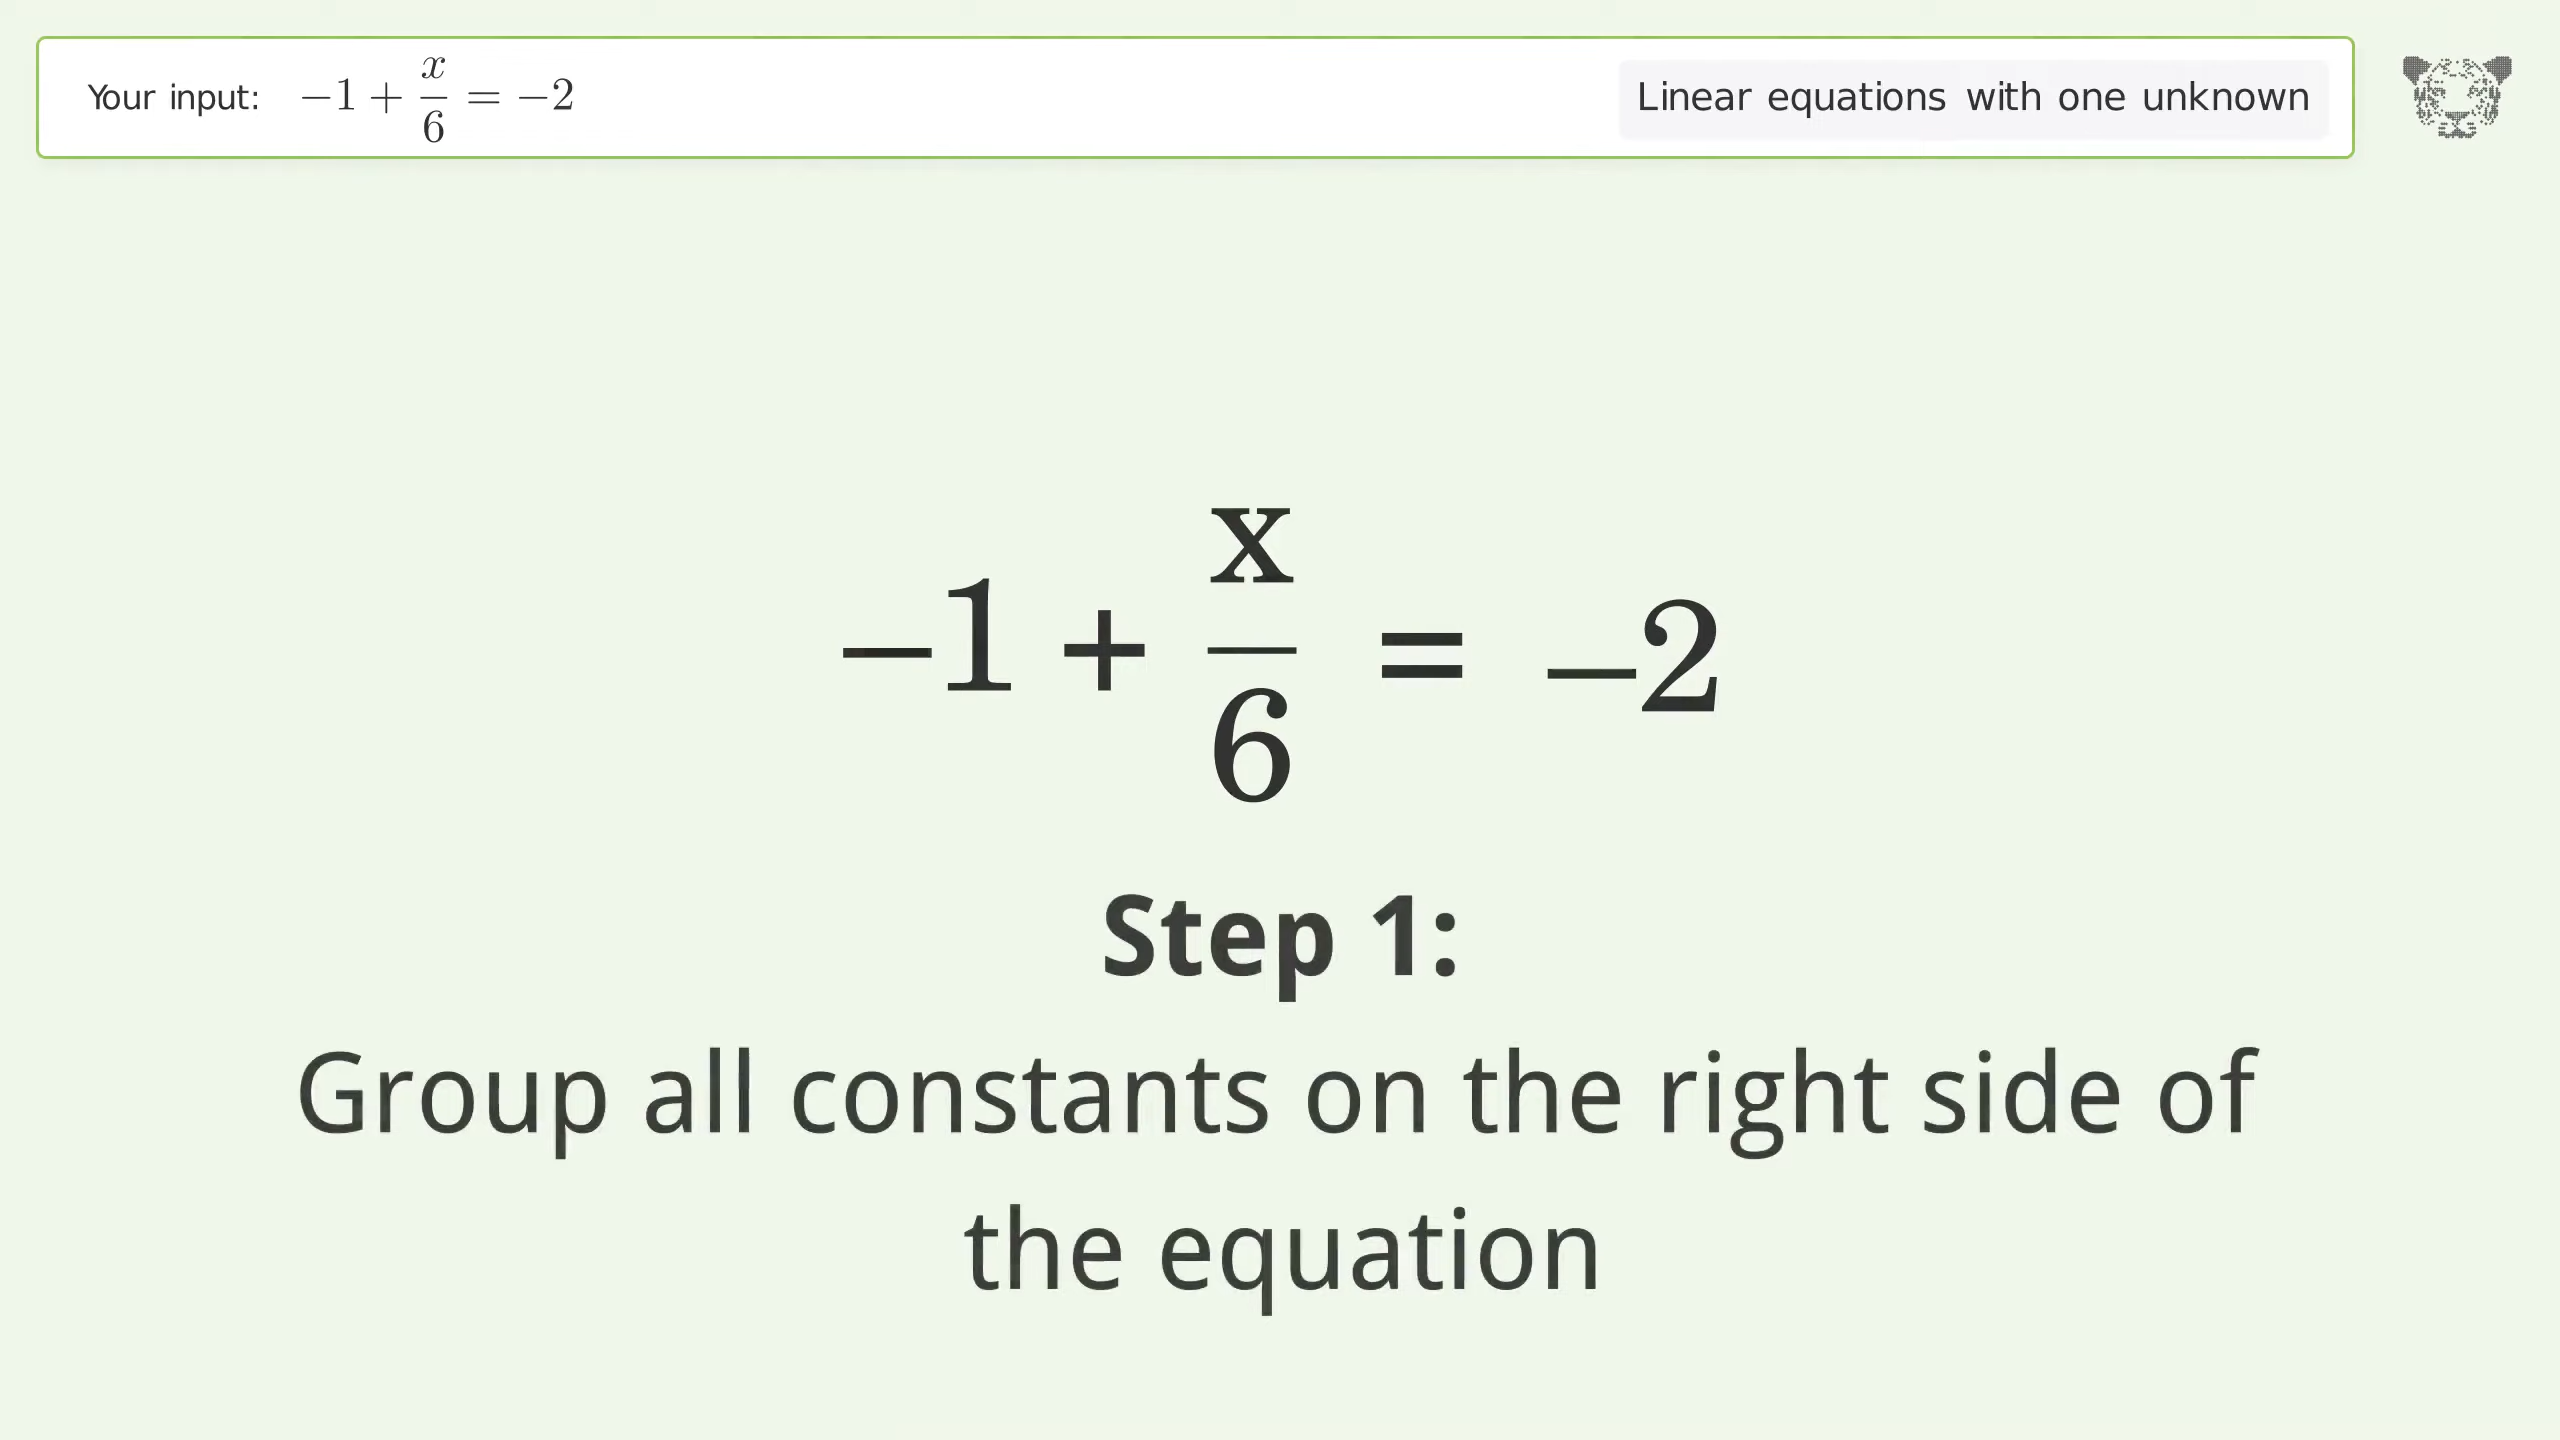 Your input: −1 + x/6 = −2
Linear equations with one unknown
−1 + x/6 = −2
Step 1:
Group all constants on the right side of
the equation